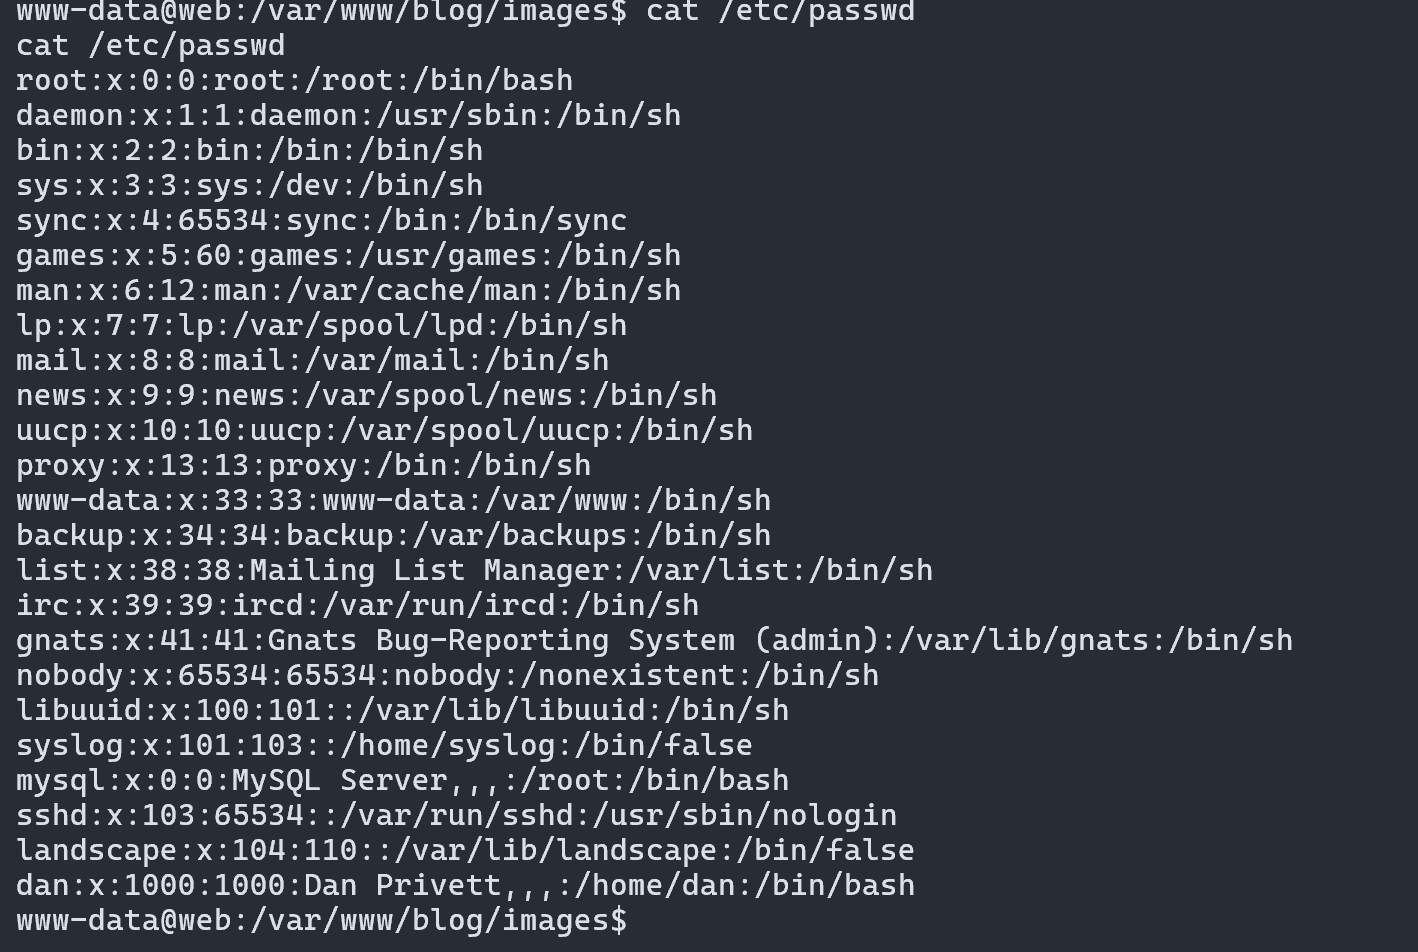 www-data@web:/var/www/blog/images$ cat /etc/passwd
cat /etc/passwd
root:x:0:0:root:/root:/bin/bash
daemon:x:1:1:daemon:/usr/sbin:/bin/sh
bin:x:2:2:bin:/bin:/bin/sh
sys:x:3:3:sys:/dev:/bin/sh
sync:x:4:65534:sync:/bin:/bin/sync
games:x:5:60:games:/usr/games:/bin/sh
man:x:6:12:man:/var/cache/man:/bin/sh
lp:x:7:7:lp:/var/spool/lpd:/bin/sh
mail:x:8:8:mail:/var/mail:/bin/sh
news:x:9:9:news:/var/spool/news:/bin/sh
uucp:x:10:10:uucp:/var/spool/uucp:/bin/sh
proxy:x:13:13:proxy:/bin:/bin/sh
www-data:x:33:33:www-data:/var/www:/bin/sh
backup:x:34:34:backup:/var/backups:/bin/sh
list:x:38:38:Mailing List Manager:/var/list:/bin/sh
irc:x:39:39:ircd:/var/run/ircd:/bin/sh
gnats:x:41:41:Gnats Bug-Reporting System (admin):/var/lib/gnats:/bin/sh
nobody:x:65534:65534:nobody:/nonexistent:/bin/sh
libuuid:x:100:101::/var/lib/libuuid:/bin/sh
syslog:x:101:103::/home/syslog:/bin/false
mysql:x:0:0:MySQL Server,,,:/root:/bin/bash
sshd:x:103:65534::/var/run/sshd:/usr/sbin/nologin
landscape:x:104:110::/var/lib/landscape:/bin/false
dan:x:1000:1000:Dan Privett,,,:/home/dan:/bin/bash
www-data@web:/var/www/blog/images$